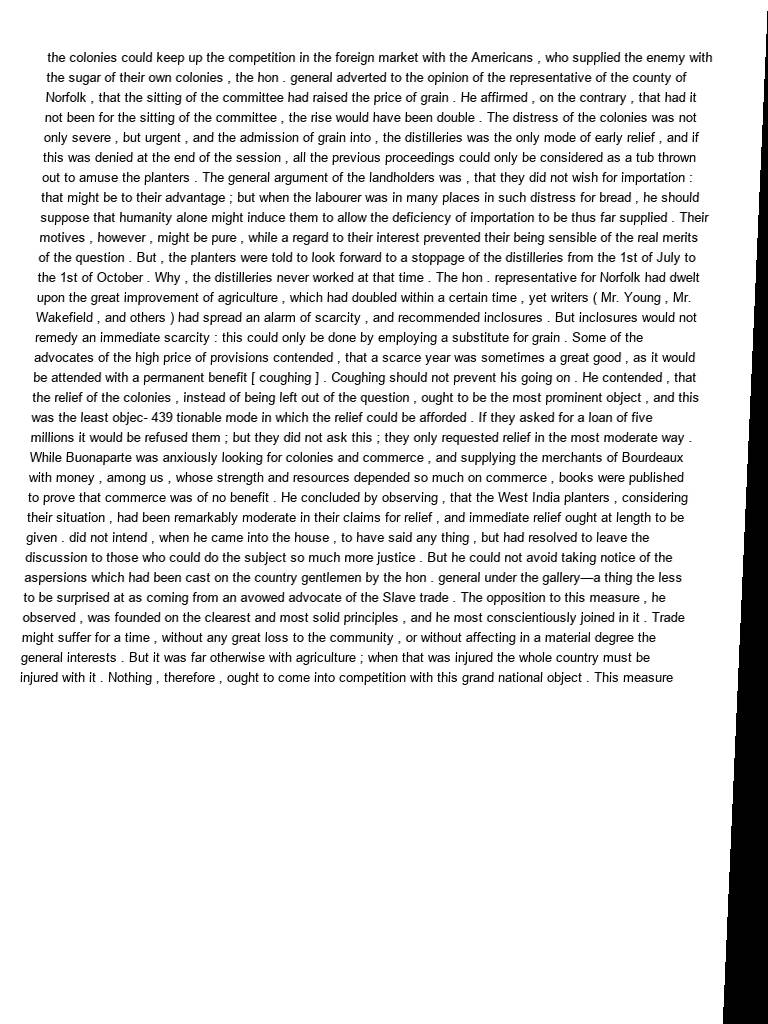 the colonies could keep up the competition in the foreign market with the Americans , who supplied the enemy with
the sugar of their own colonies , the hon . general adverted to the opinion of the representative of the county of
Norfolk , that the sitting of the committee had raised the price of grain . He affirmed , on the contrary , that had it
not been for the sitting of the committee , the rise would have been double . The distress of the colonies was not
only severe , but urgent , and the admission of grain into , the distilleries was the only mode of early relief , and if
this was denied at the end of the session , all the previous proceedings could only be considered as a tub thrown
out to amuse the planters . The general argument of the landholders was , that they did not wish for importation :
that might be to their advantage ; but when the labourer was in many places in such distress for bread , he should
suppose that humanity alone might induce them to allow the deficiency of importation to be thus far supplied . Their
motives , however , might be pure , while a regard to their interest prevented their being sensible of the real merits
of the question . But , the planters were told to look forward to a stoppage of the distilleries from the 1st of July to
the 1st of October . Why , the distilleries never worked at that time . The hon . representative for Norfolk had dwelt
upon the great improvement of agriculture , which had doubled within a certain time , yet writers ( Mr. Young , Mr.
Wakefield , and others ) had spread an alarm of scarcity , and recommended inclosures . But inclosures would not
remedy an immediate scarcity : this could only be done by employing a substitute for grain . Some of the
advocates of the high price of provisions contended , that a scarce year was sometimes a great good , as it would
be attended with a permanent benefit [ coughing ] . Coughing should not prevent his going on . He contended , that
the relief of the colonies , instead of being left out of the question , ought to be the most prominent object , and this
was the least objec- 439 tionable mode in which the relief could be afforded . If they asked for a loan of five
millions it would be refused them ; but they did not ask this ; they only requested relief in the most moderate way .
While Buonaparte was anxiously looking for colonies and commerce , and supplying the merchants of Bourdeaux
with money , among us , whose strength and resources depended so much on commerce , books were published
to prove that commerce was of no benefit . He concluded by observing , that the West India planters , considering
their situation , had been remarkably moderate in their claims for relief , and immediate relief ought at length to be
given . did not intend , when he came into the house , to have said any thing , but had resolved to leave the
discussion to those who could do the subject so much more justice . But he could not avoid taking notice of the
aspersions which had been cast on the country gentlemen by the hon . general under the gallery—a thing the less
to be surprised at as coming from an avowed advocate of the Slave trade . The opposition to this measure , he
observed , was founded on the clearest and most solid principles , and he most conscientiously joined in it . Trade
might suffer for a time , without any great loss to the community , or without affecting in a material degree the
general interests . But it was far otherwise with agriculture ; when that was injured the whole country must be
injured with it . Nothing , therefore , ought to come into competition with this grand national object . This measure